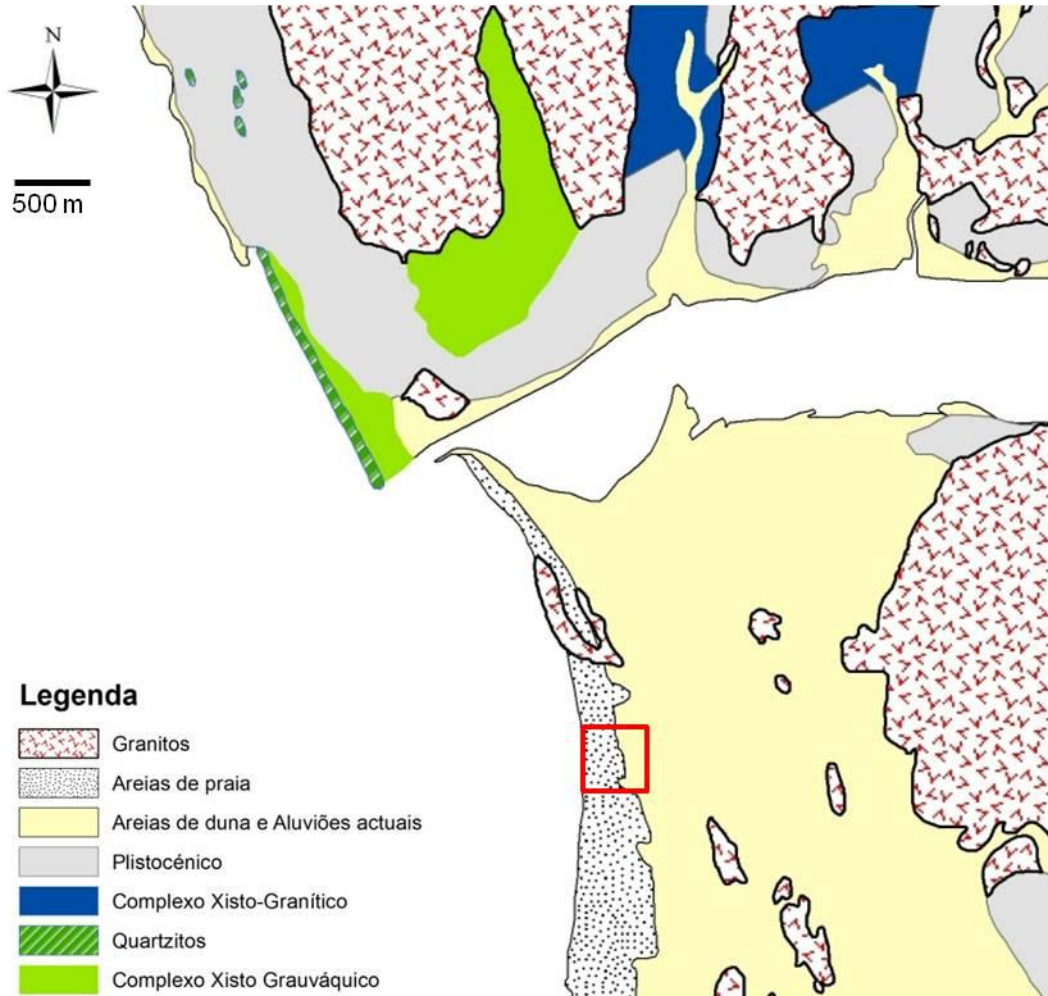 N
500 m
Legenda
Granitos
Areias de praia
Areias de duna e Aluviões actuais
Plistocénico
Complexo Xisto-Granítico
Quartzitos
Complexo Xisto Grauváquico